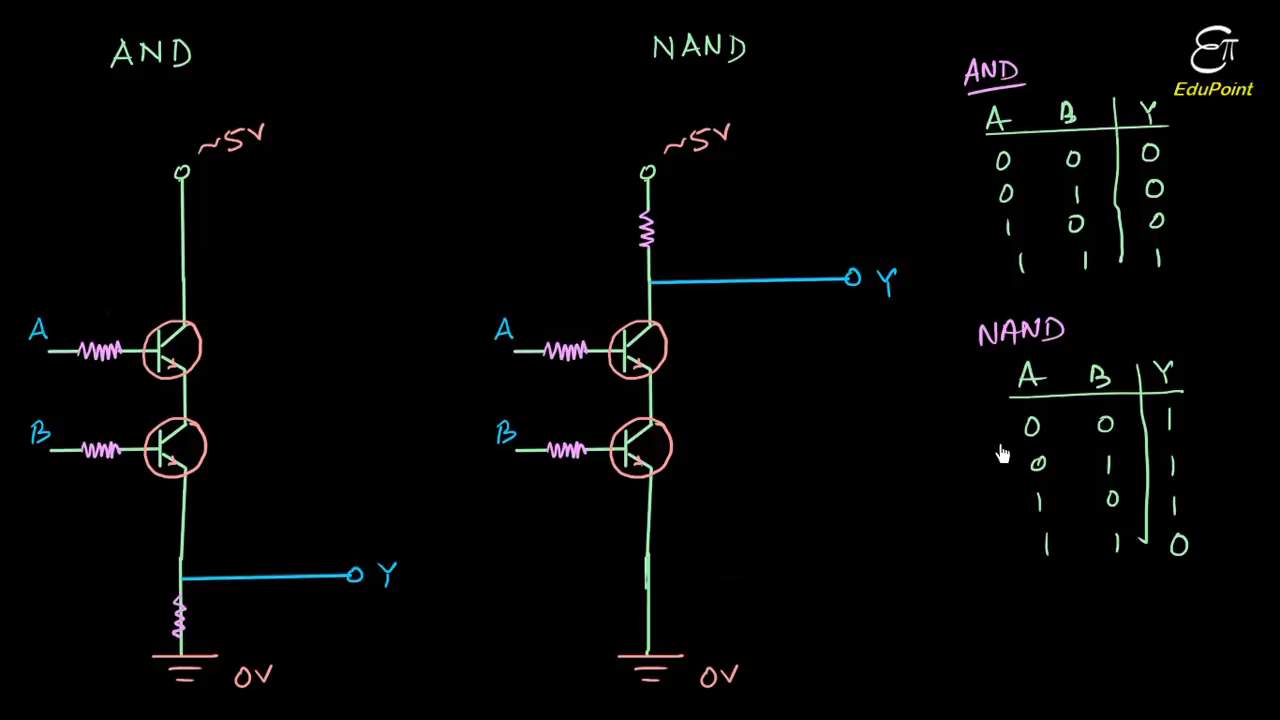 AND
~5V
A
B
Y
0V
NAND
~5V
Y
A
B
0V
EπT
EduPoint
AND
A B Y
0 0 0
0 1 0
1 0 0
1 1 1
NAND
A B Y
0 0 1
0 1 1
1 0 1
1 1 0